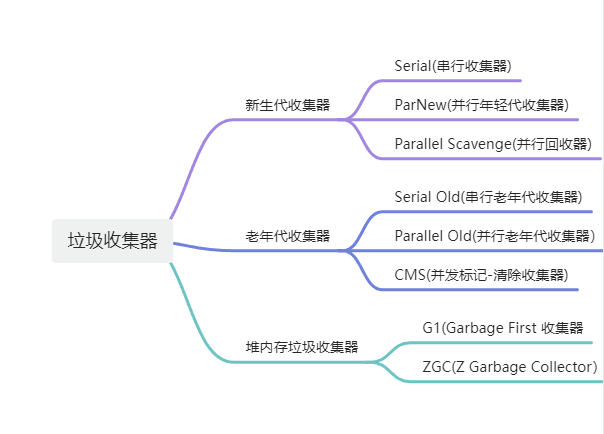 垃圾收集器
新生代收集器
Serial(串行收集器)
ParNew(并行年轻代收集器)
Parallel Scavenge(并行回收器)
老年代收集器
Serial Old(串行老年代收集器)
Parallel Old(并行老年代收集器)
CMS(并发标记-清除收集器)
堆内存垃圾收集器
G1(Garbage First 收集器
ZGC(Z Garbage Collector)